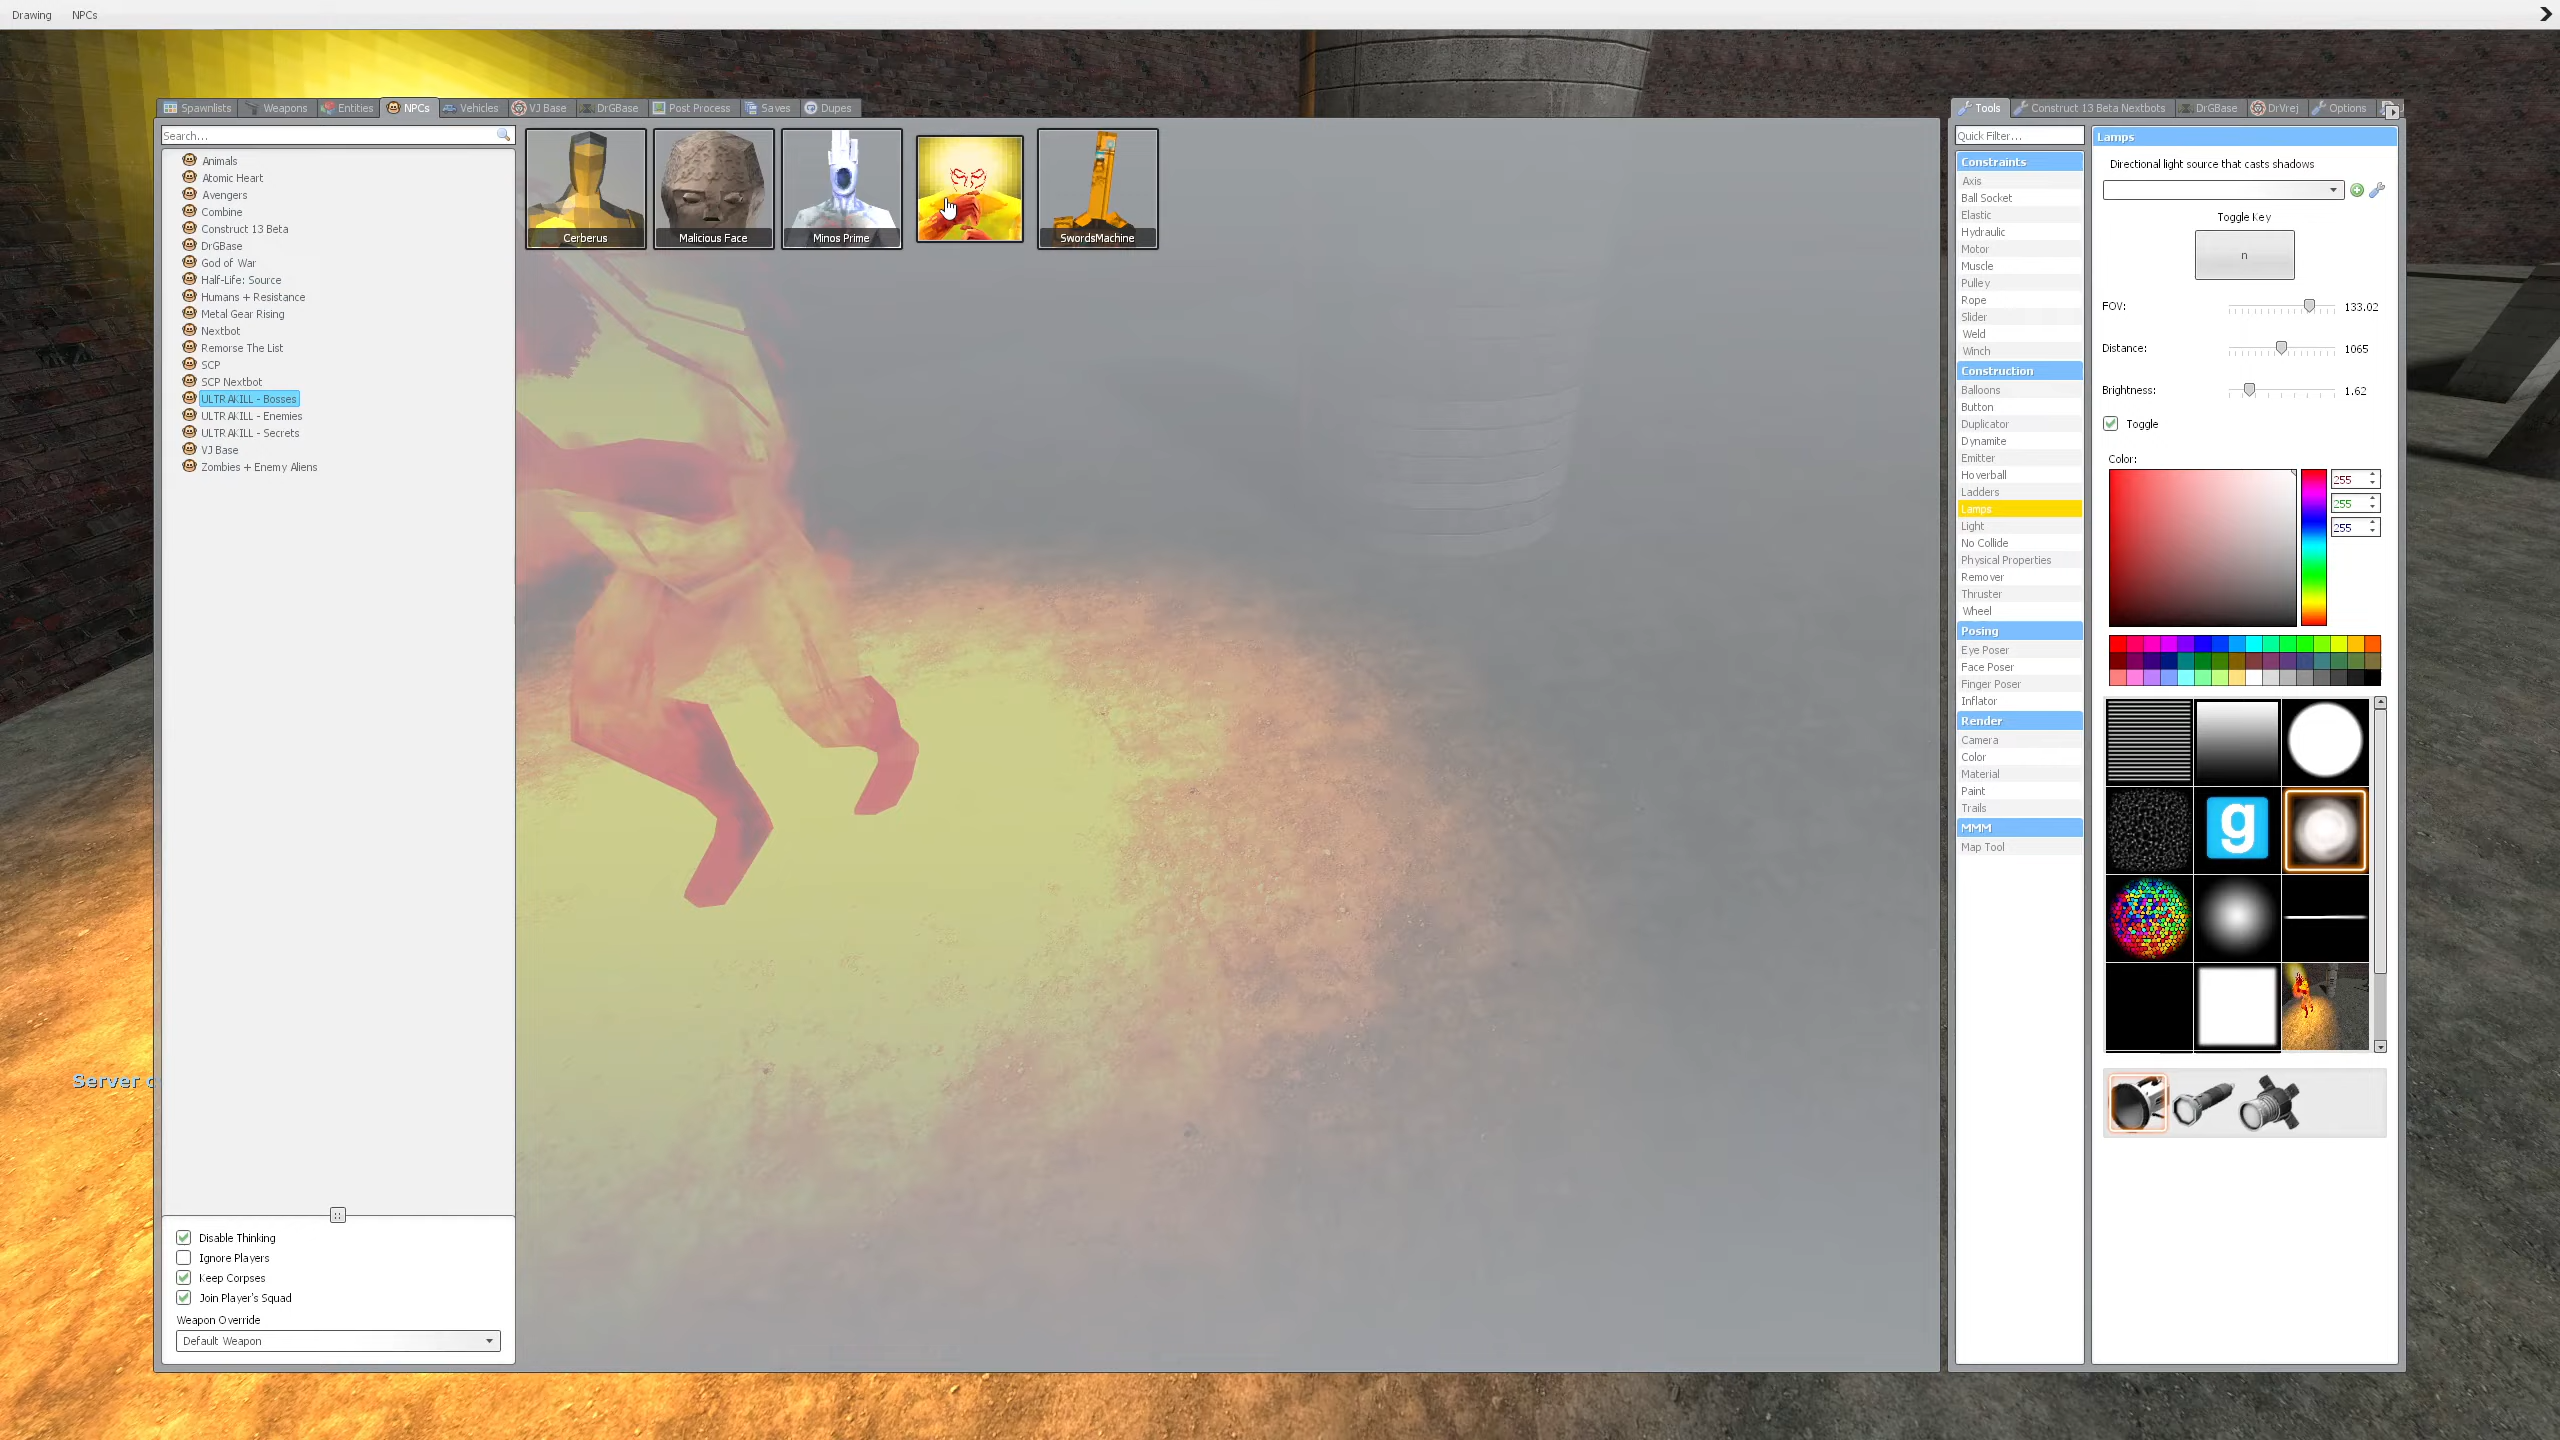 Drawing NPCs
Spawnlists Weapons Entities NPCs Vehicles VJ Base DrGBase Post Process Saves Dupes
Search...
Animals
Atomic Heart
Avengers
Combine
Construct 13 Beta
DrGBase
God of War
Half-Life: Source
Humans + Resistance
Metal Gear Rising
Nextbot
Remorse The List
SCP
SCP Nextbot
ULTRAKILL - Bosses
ULTRAKILL - Enemies
ULTRAKILL - Secrets
VJ Base
Zombies + Enemy Aliens
Cerberus
Malicious Face
Minos Prime
SwordsMachine
Server
Disable Thinking
Ignore Players
Keep Corpses
Join Player's Squad
Weapon Override
Default Weapon
Tools Construct 13 Beta Nextbots DrGBase DrVrej Options
Quick Filter...
Constraints
Axis
Ball Socket
Elastic
Hydraulic
Motor
Muscle
Pulley
Rope
Slider
Weld
Winch
Construction
Balloons
Button
Duplicator
Dynamite
Emitter
Hoverball
Ladders
Lamps
Light
No Collide
Physical Properties
Remover
Thruster
Wheel
Posing
Eye Poser
Face Poser
Finger Poser
Inflator
Render
Camera
Color
Material
Paint
Trails
MMM
Map Tool
Lamps
Directional light source that casts shadows
Toggle Key
n
FOV: 133.02
Distance: 1065
Brightness: 1.62
Toggle
Color:
255
255
255
g